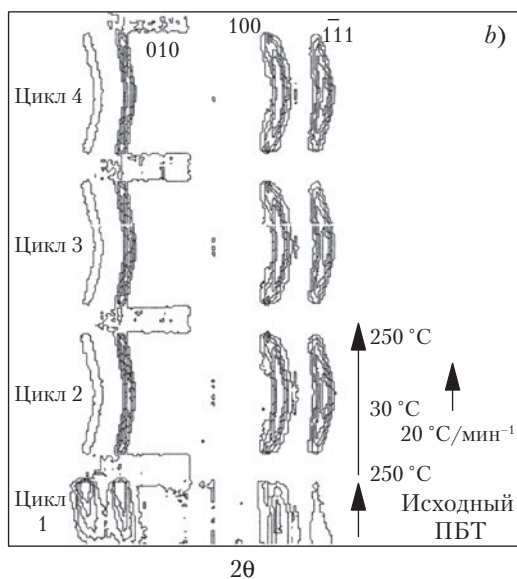 100
1̅11
b)
010
Цикл 4
Цикл 3
250 °C
Цикл 2
30 °C
20 °C/мин⁻¹
250 °C
Цикл
1
Исходный
ПБТ
2θ